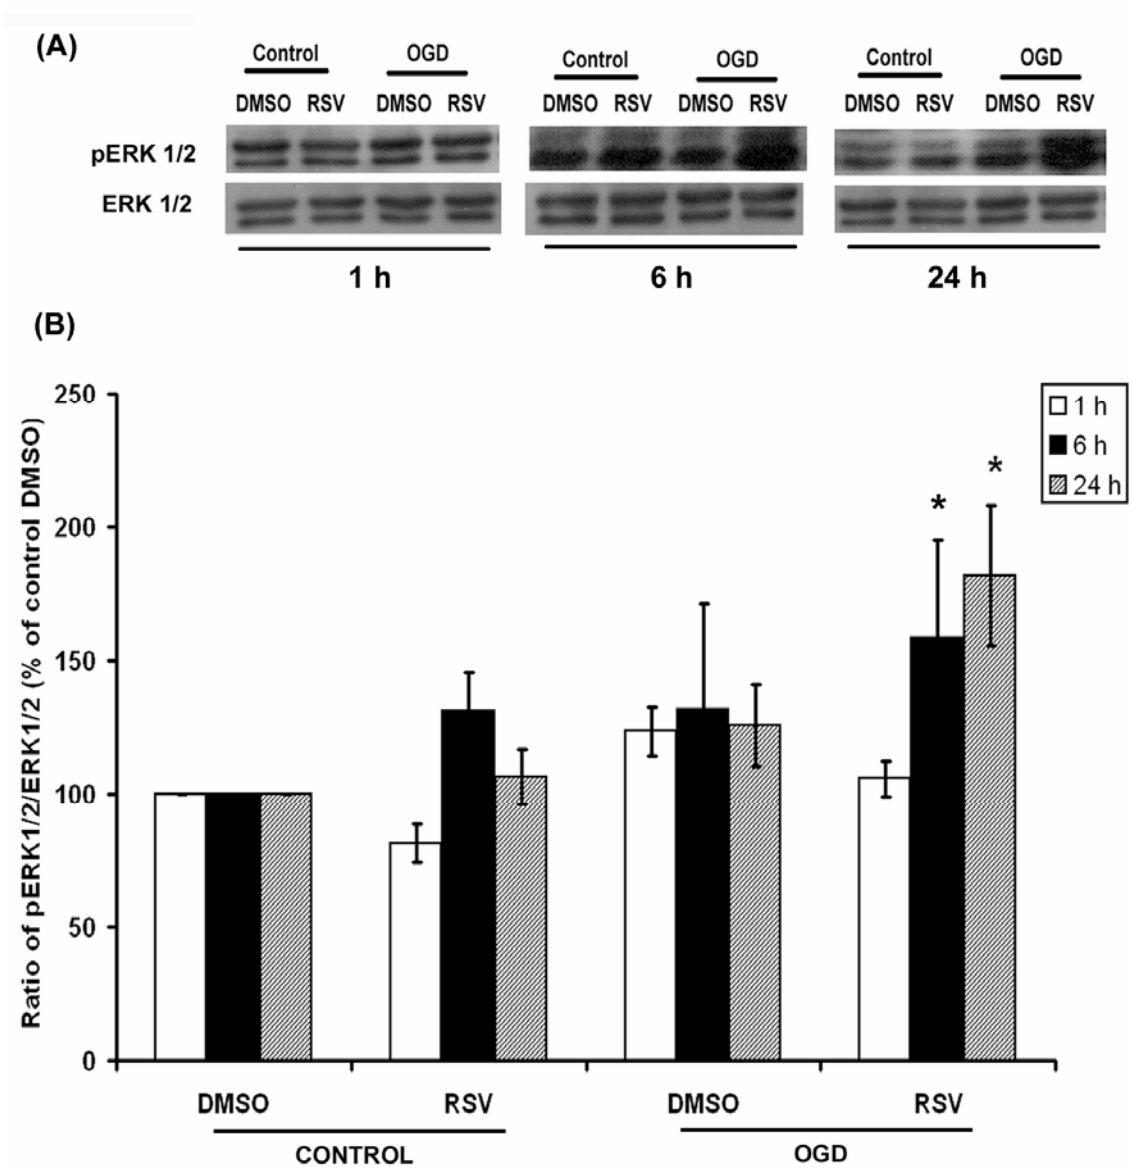 (A)
Control OGD Control OGD Control OGD
DMSO RSV DMSO RSV DMSO RSV DMSO RSV DMSO RSV DMSO RSV
pERK 1/2
ERK 1/2
1 h 6 h 24 h
(B)
Ratio of pERK1/2/ERK1/2 (% of control DMSO)
250
200
150
100
50
0
1 h
6 h
24 h
* *
DMSO RSV DMSO RSV
CONTROL OGD